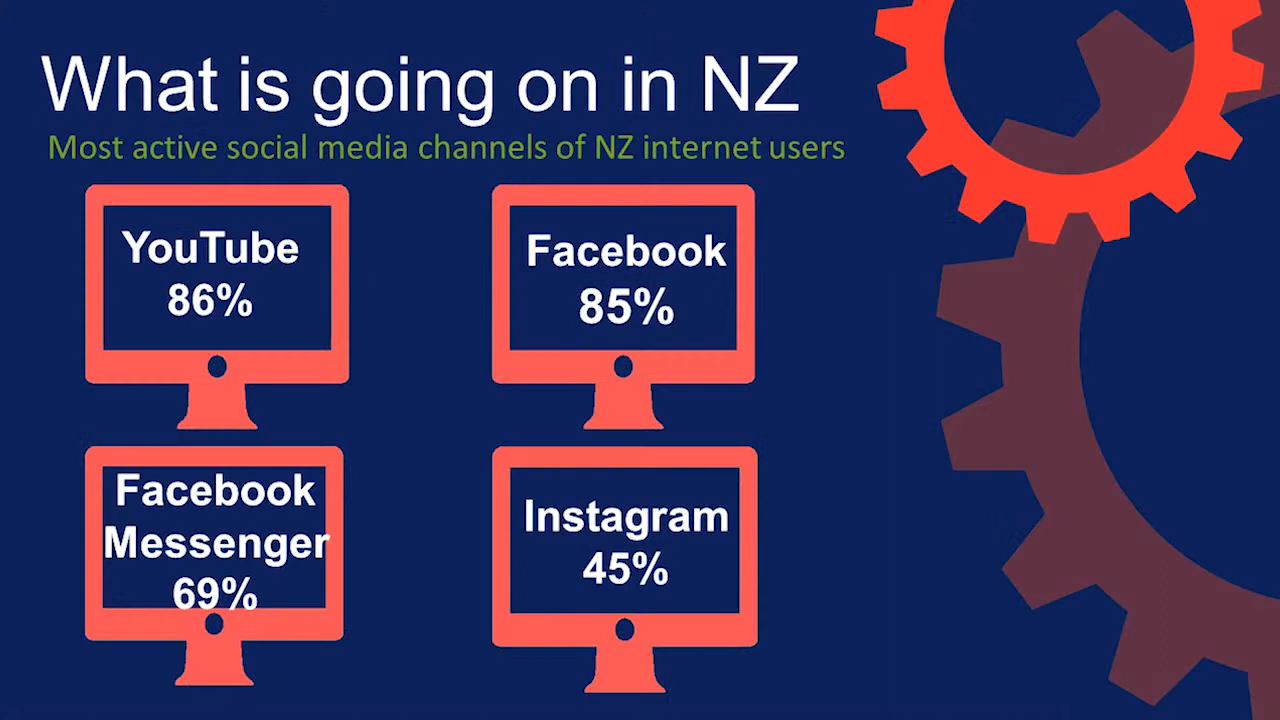 What is going on in NZ
Most active social media channels of NZ internet users
YouTube
86%
Facebook
85%
Facebook
Messenger
69%
Instagram
45%